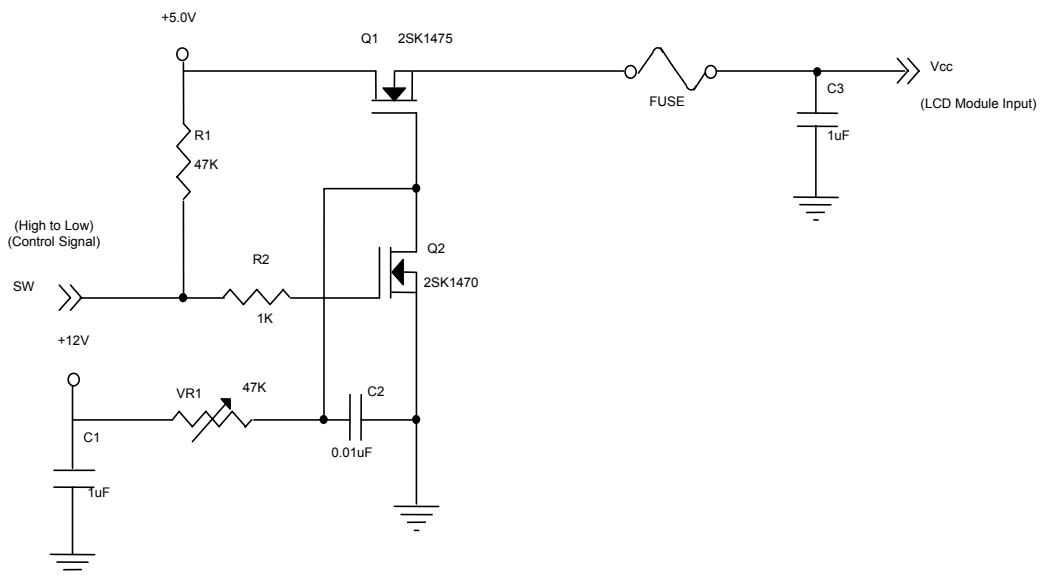 +5.0V
Q1
2SK1475
Vcc
(LCD Module Input)
FUSE
C3
1uF
R1
47K
(High to Low)
(Control Signal)
SW
R2
1K
Q2
2SK1470
+12V
VR1
47K
C2
0.01uF
C1
1uF